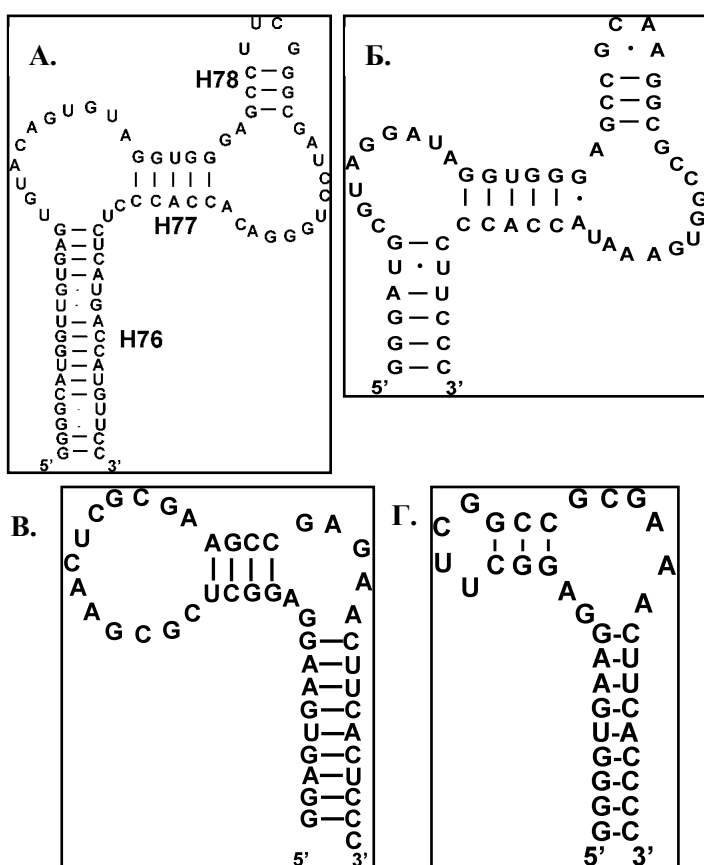 А.
U C
U G
C G
H78
C G
C C
G G
A
G
C A G U G U A
G G U G G
U C C C A C C
H77
A
C
A
U
G
U
G A U C C U G G G A C A
G C
A U
G C
U A
G U
U G
U A
G C
G C
U A
A U
C G
G U
G U
G C
G C
H76
5’ 3’
Б.
C A
G A
C G
C G
G C
A
A G G A U A
G G U G G G
C C A C C A
U
G
C
G C C G G U G A A A U
G C
U U
A U
G C
G C
G C
5’ 3’
В.
C U C G C G A A
A G C C
U C G G
G A G A A
A A G C G C
A
G
G C
A U
A U
G C
U A
G C
A U
G C
G C
C
5’ 3’
Г.
G G C C G C G A A A
C
U
U
C G G
A
G
G C
A U
A U
G C
U A
G C
G C
G C
G C
5’ 3’